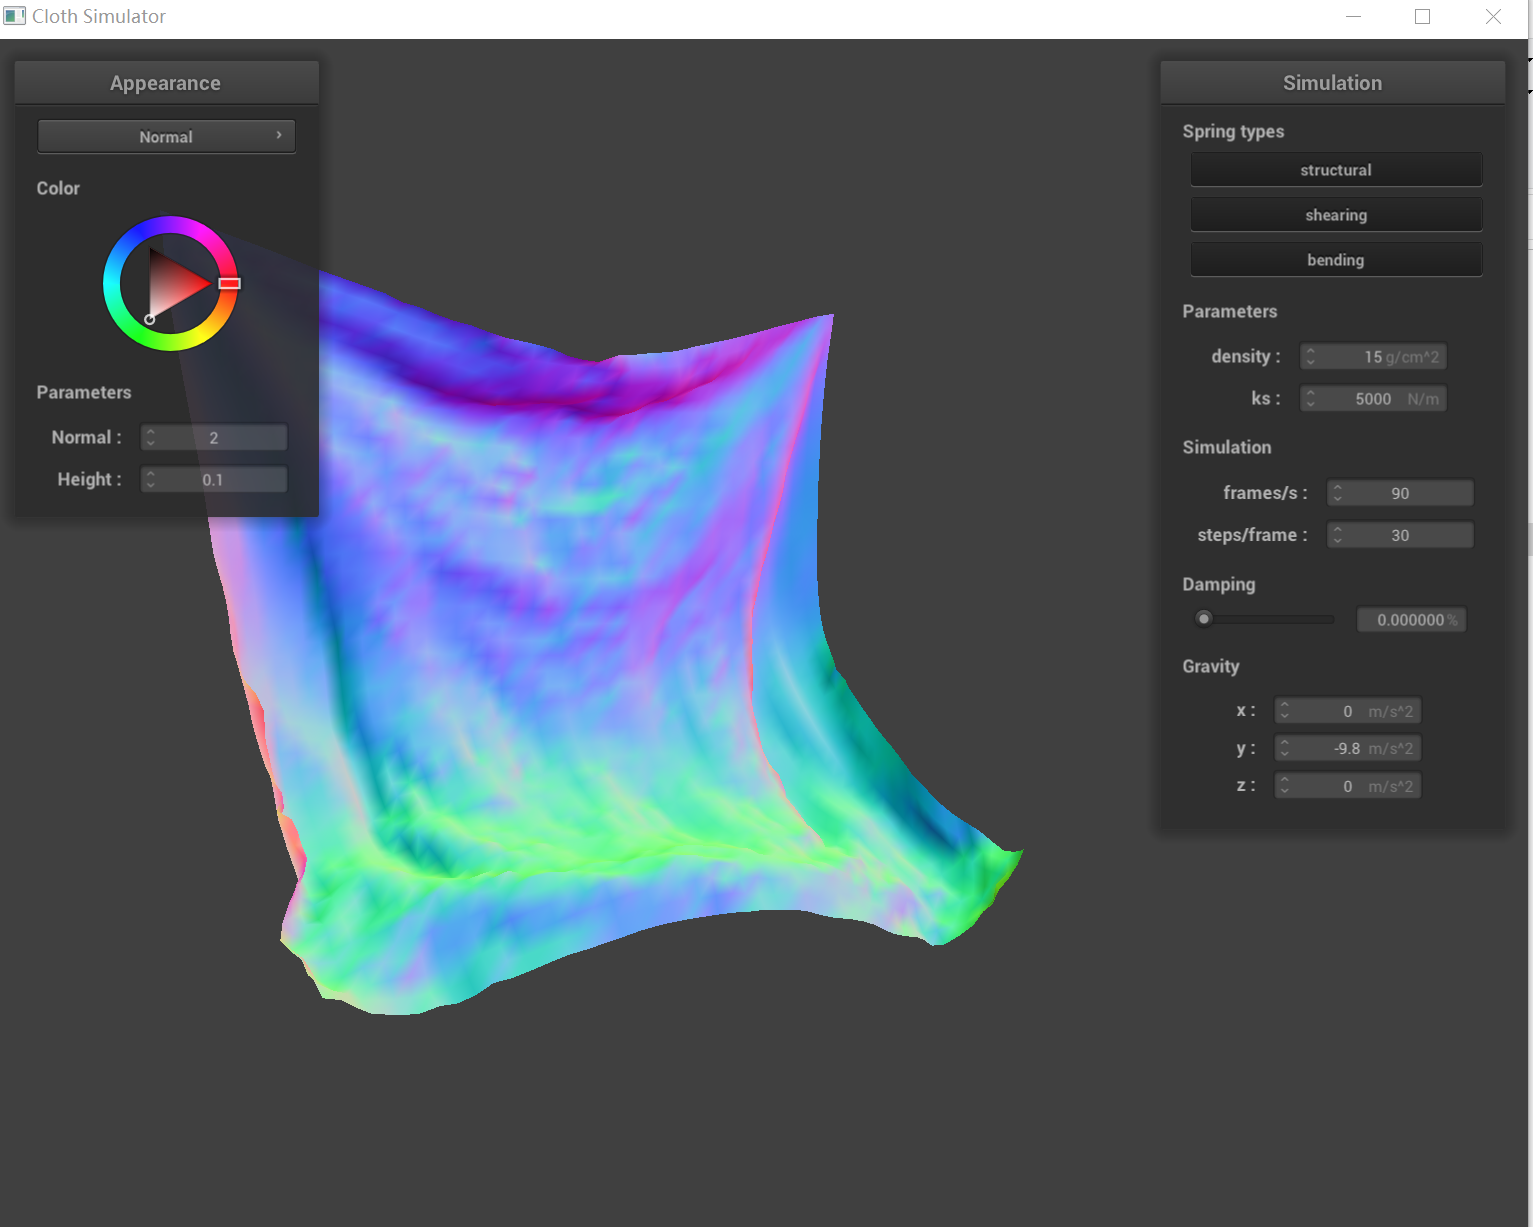 Cloth Simulator
Appearance
Normal
Color
Parameters
Normal : 2
Height : 0.1
Simulation
Spring types
structural
shearing
bending
Parameters
density : 15 g/cm^2
ks : 5000 N/m
Simulation
frames/s : 90
steps/frame : 30
Damping
0.000000 %
Gravity
x : 0 m/s^2
y : -9.8 m/s^2
z : 0 m/s^2